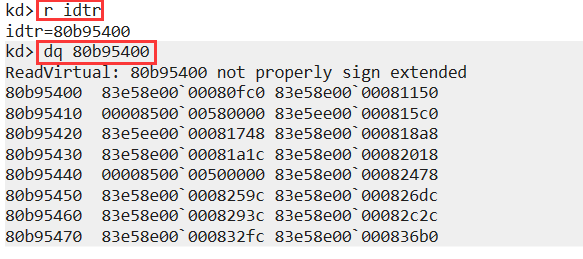 kd> r idtr
idtr=80b95400
kd> dq 80b95400
ReadVirtual: 80b95400 not properly sign extended
80b95400  83e58e00`00080fc0 83e58e00`00081150
80b95410  00008500`00580000 83e5ee00`000815c0
80b95420  83e5ee00`00081748 83e58e00`000818a8
80b95430  83e58e00`00081a1c 83e58e00`00082018
80b95440  00008500`00500000 83e58e00`00082478
80b95450  83e58e00`0008259c 83e58e00`000826dc
80b95460  83e58e00`0008293c 83e58e00`00082c2c
80b95470  83e58e00`000832fc 83e58e00`000836b0